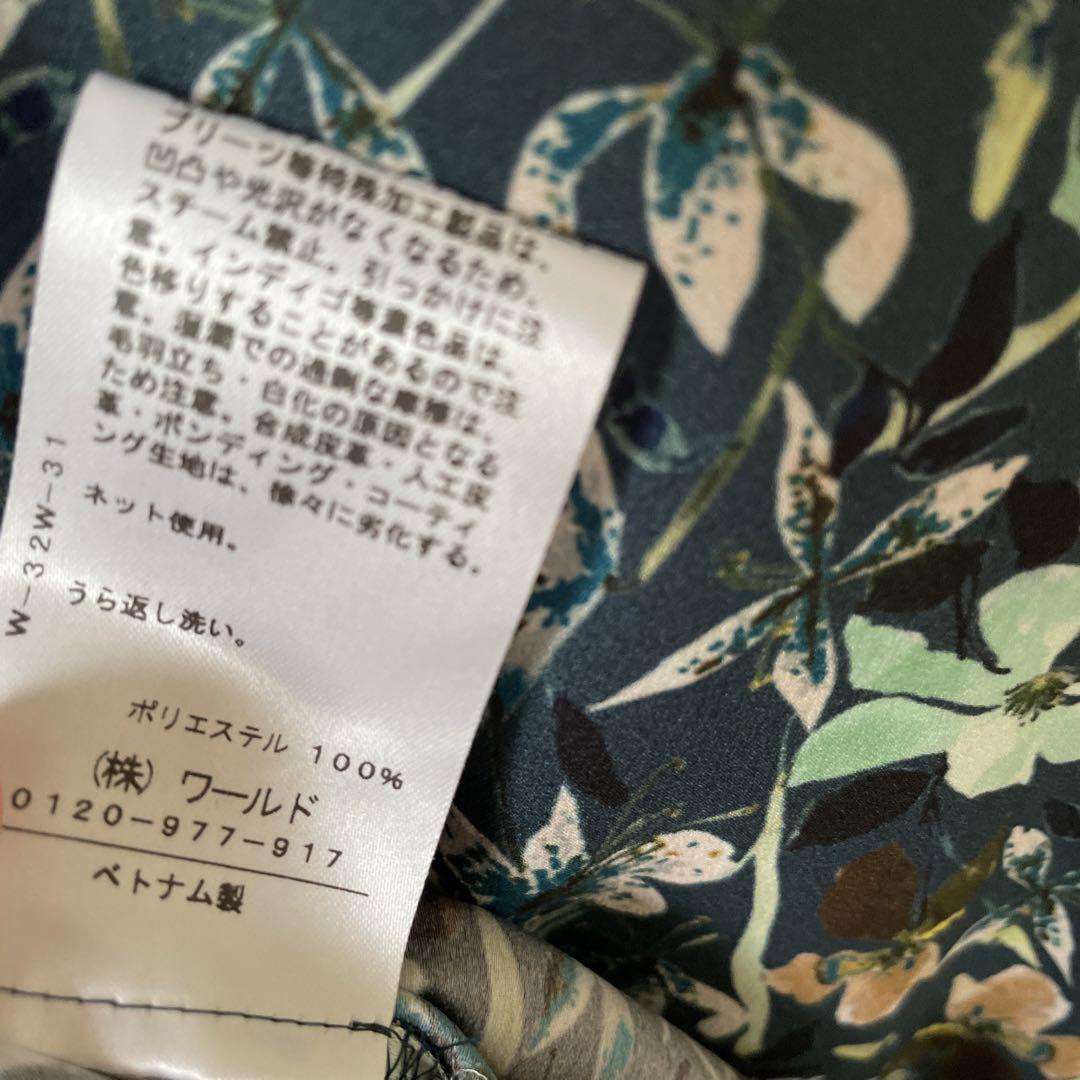 プリーツ等特殊加工製品は、
凹凸や光沢がなくなるため、
スチーム禁止。引っかけに注
意。インディゴ等濃色品は、
色移りすることがあるので注
意。湿潤での過剰な摩擦は、
毛羽立ち・白化の原因となる
ため注意。合成皮革・人工皮
革・ボンディング・コーティ
ング生地は、徐々に劣化する。
ネット使用。
うら返し洗い。
W-32W-31
ポリエステル 100%
(株) ワールド
0120-977-917
ベトナム製